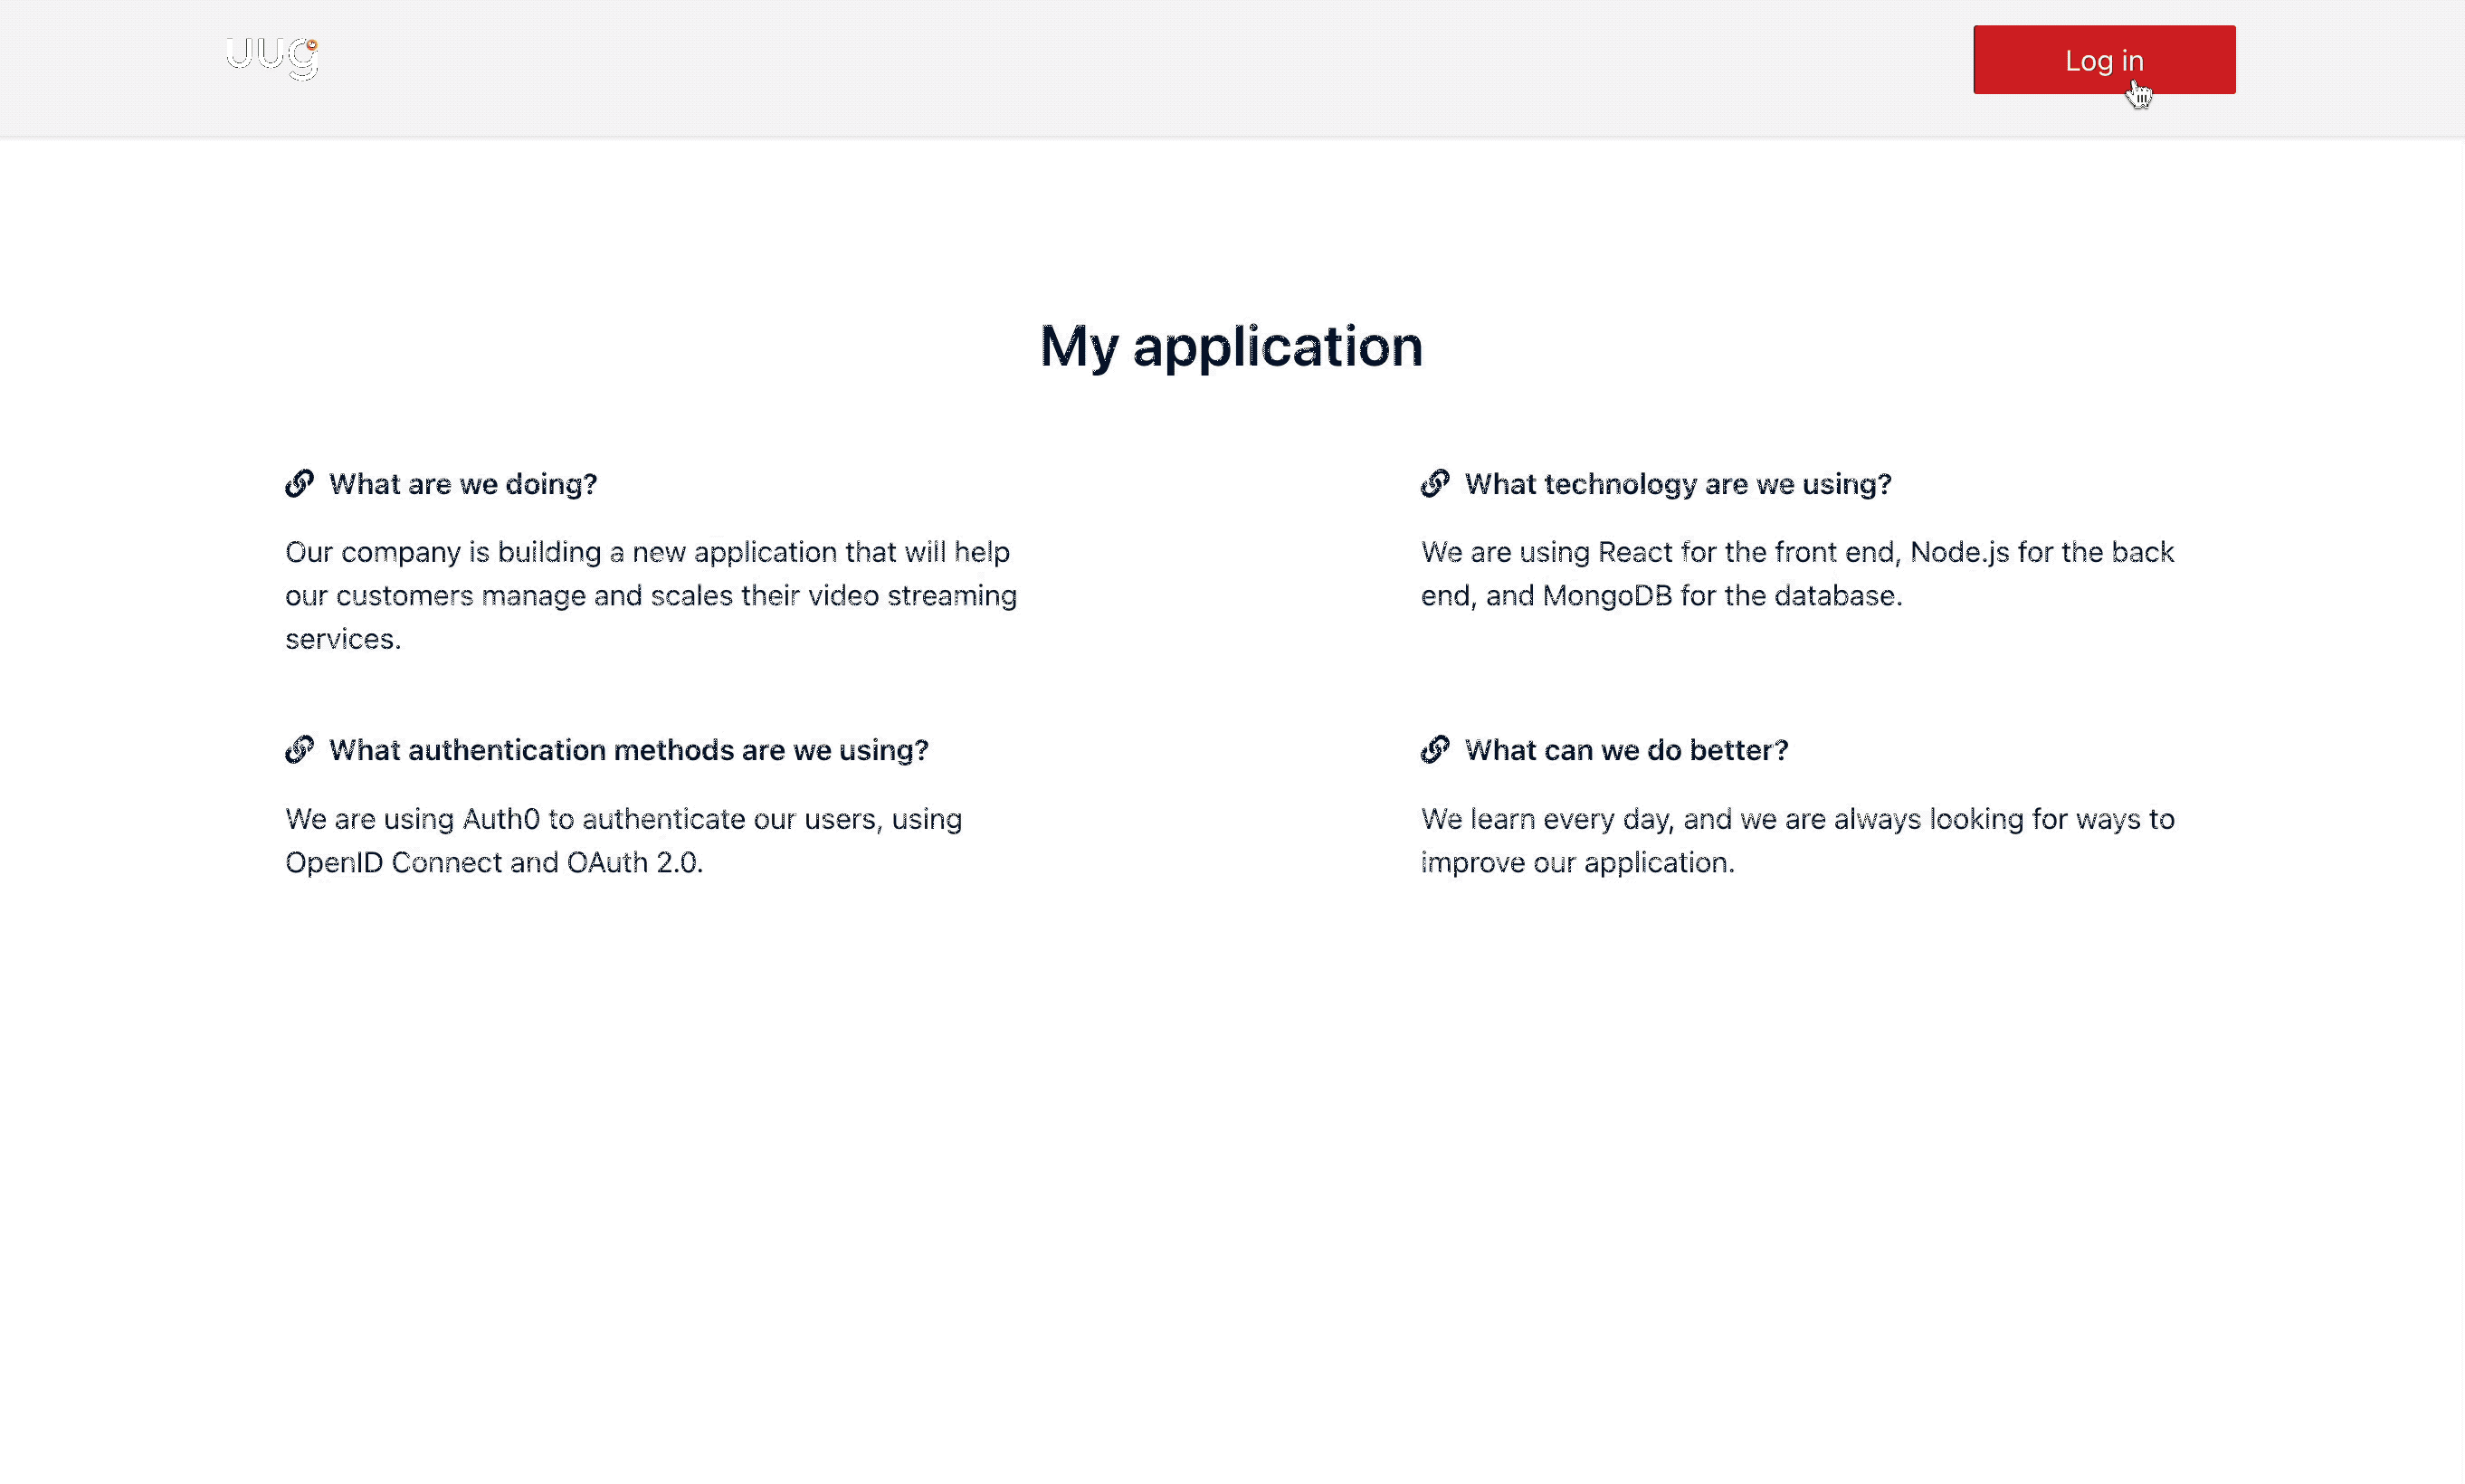 uug
Log in
My application
What are we doing?
Our company is building a new application that will help
our customers manage and scales their video streaming
services.
What technology are we using?
We are using React for the front end, Node.js for the back
end, and MongoDB for the database.
What authentication methods are we using?
We are using Auth0 to authenticate our users, using
OpenID Connect and OAuth 2.0.
What can we do better?
We learn every day, and we are always looking for ways to
improve our application.